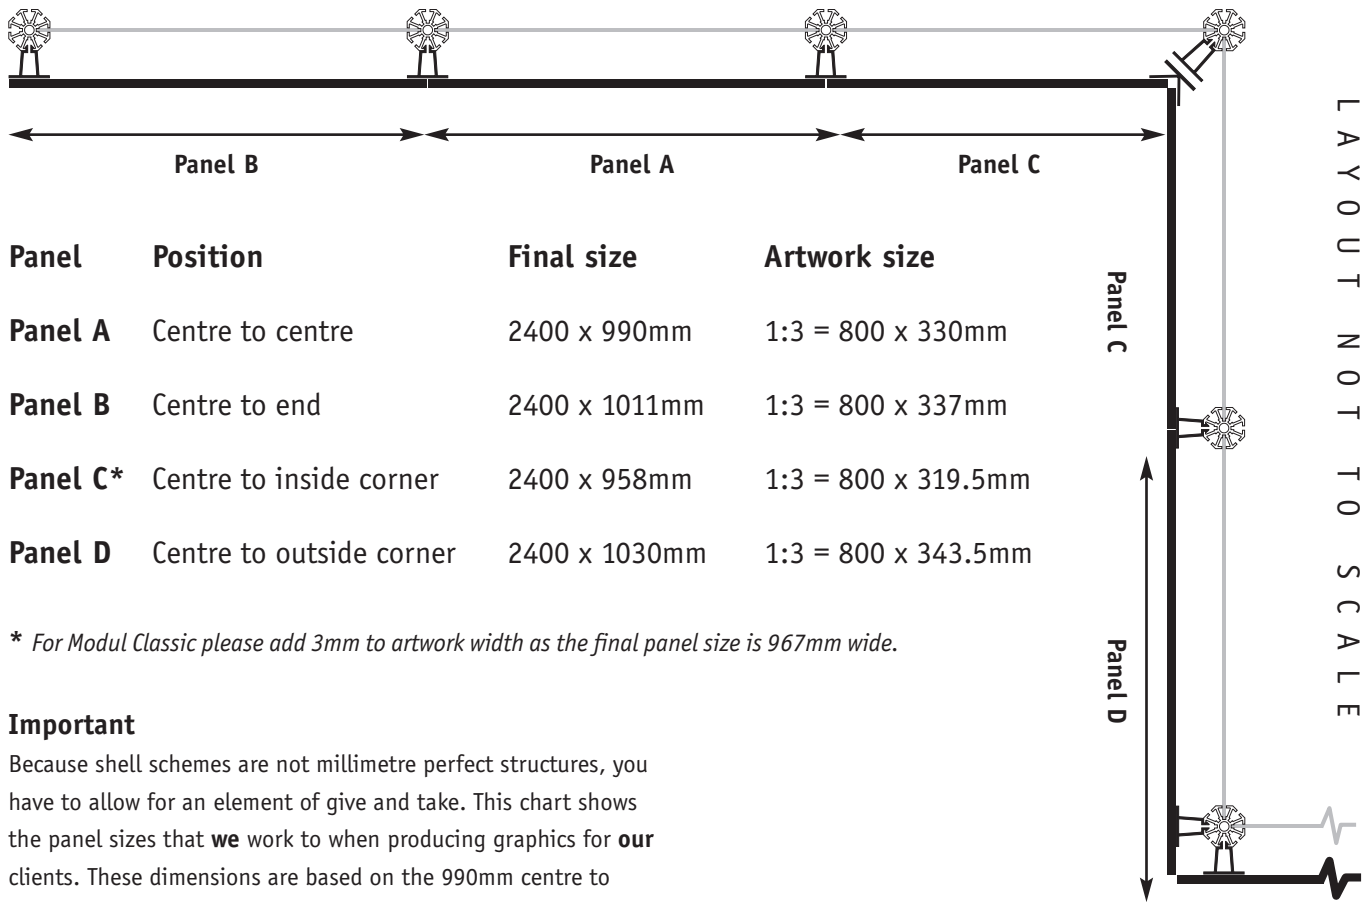 Panel B Panel A Panel C
Panel Position Final size Artwork size
Panel A Centre to centre 2400 x 990mm 1:3 = 800 x 330mm
Panel B Centre to end 2400 x 1011mm 1:3 = 800 x 337mm
Panel C* Centre to inside corner 2400 x 958mm 1:3 = 800 x 319.5mm
Panel D Centre to outside corner 2400 x 1030mm 1:3 = 800 x 343.5mm
* For Modul Classic please add 3mm to artwork width as the final panel size is 967mm wide.
Important
Because shell schemes are not millimetre perfect structures, you
have to allow for an element of give and take. This chart shows
the panel sizes that we work to when producing graphics for our
clients. These dimensions are based on the 990mm centre to
Panel C
Panel D
LAYOUT NOT TO SCALE